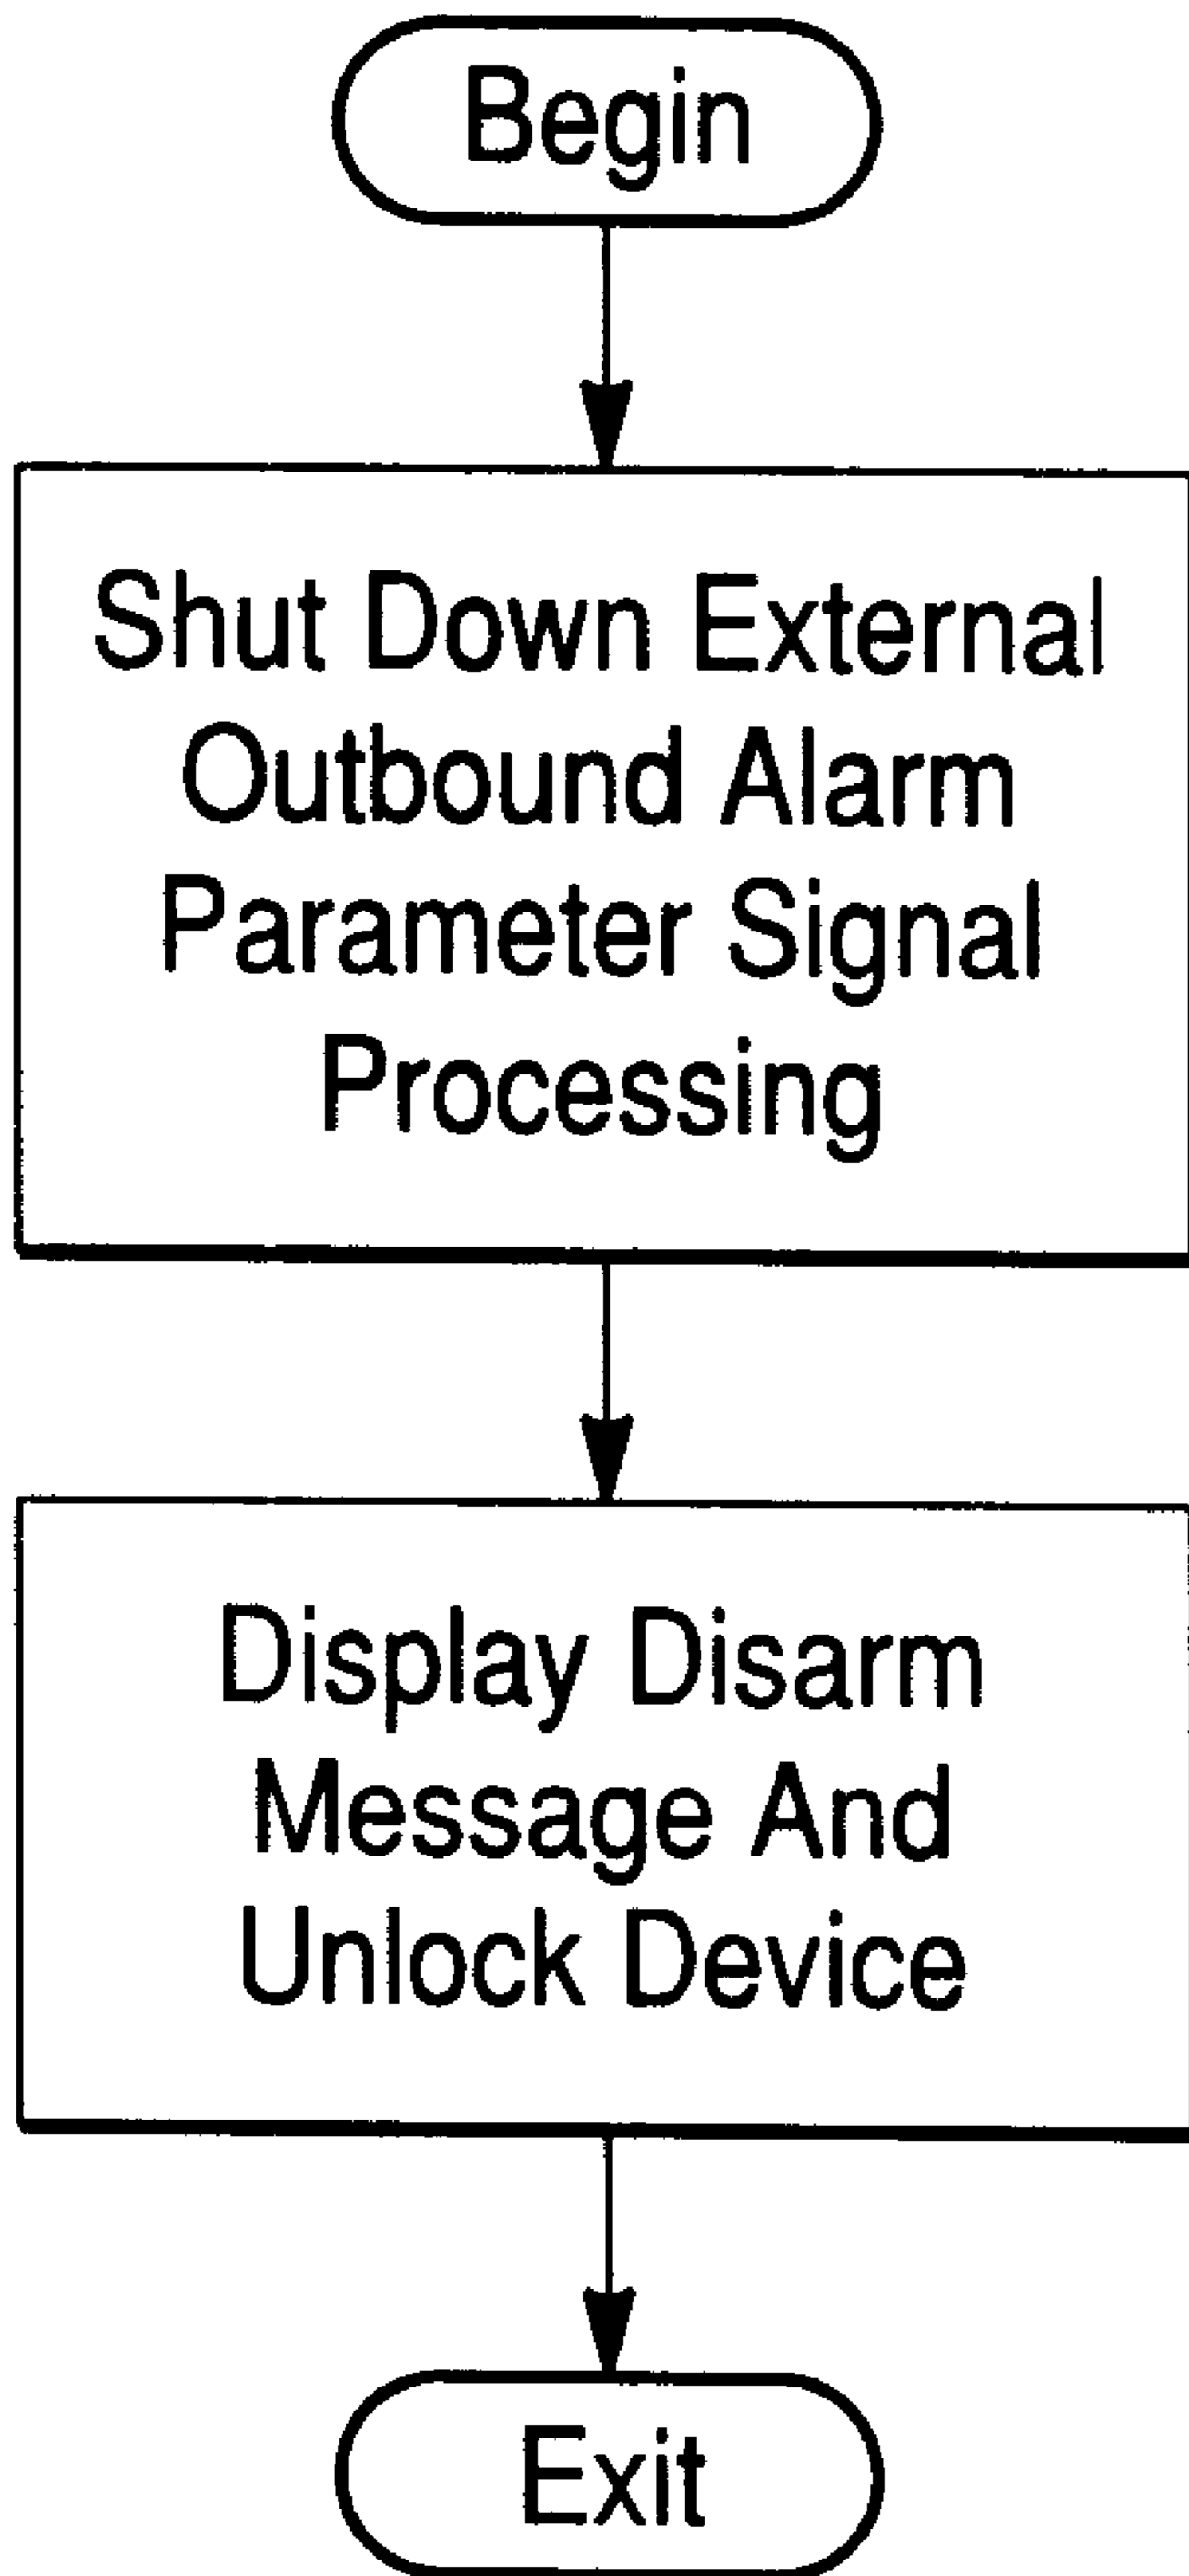 Begin
Shut Down External
Outbound Alarm
Parameter Signal
Processing
Display Disarm
Message And
Unlock Device
Exit